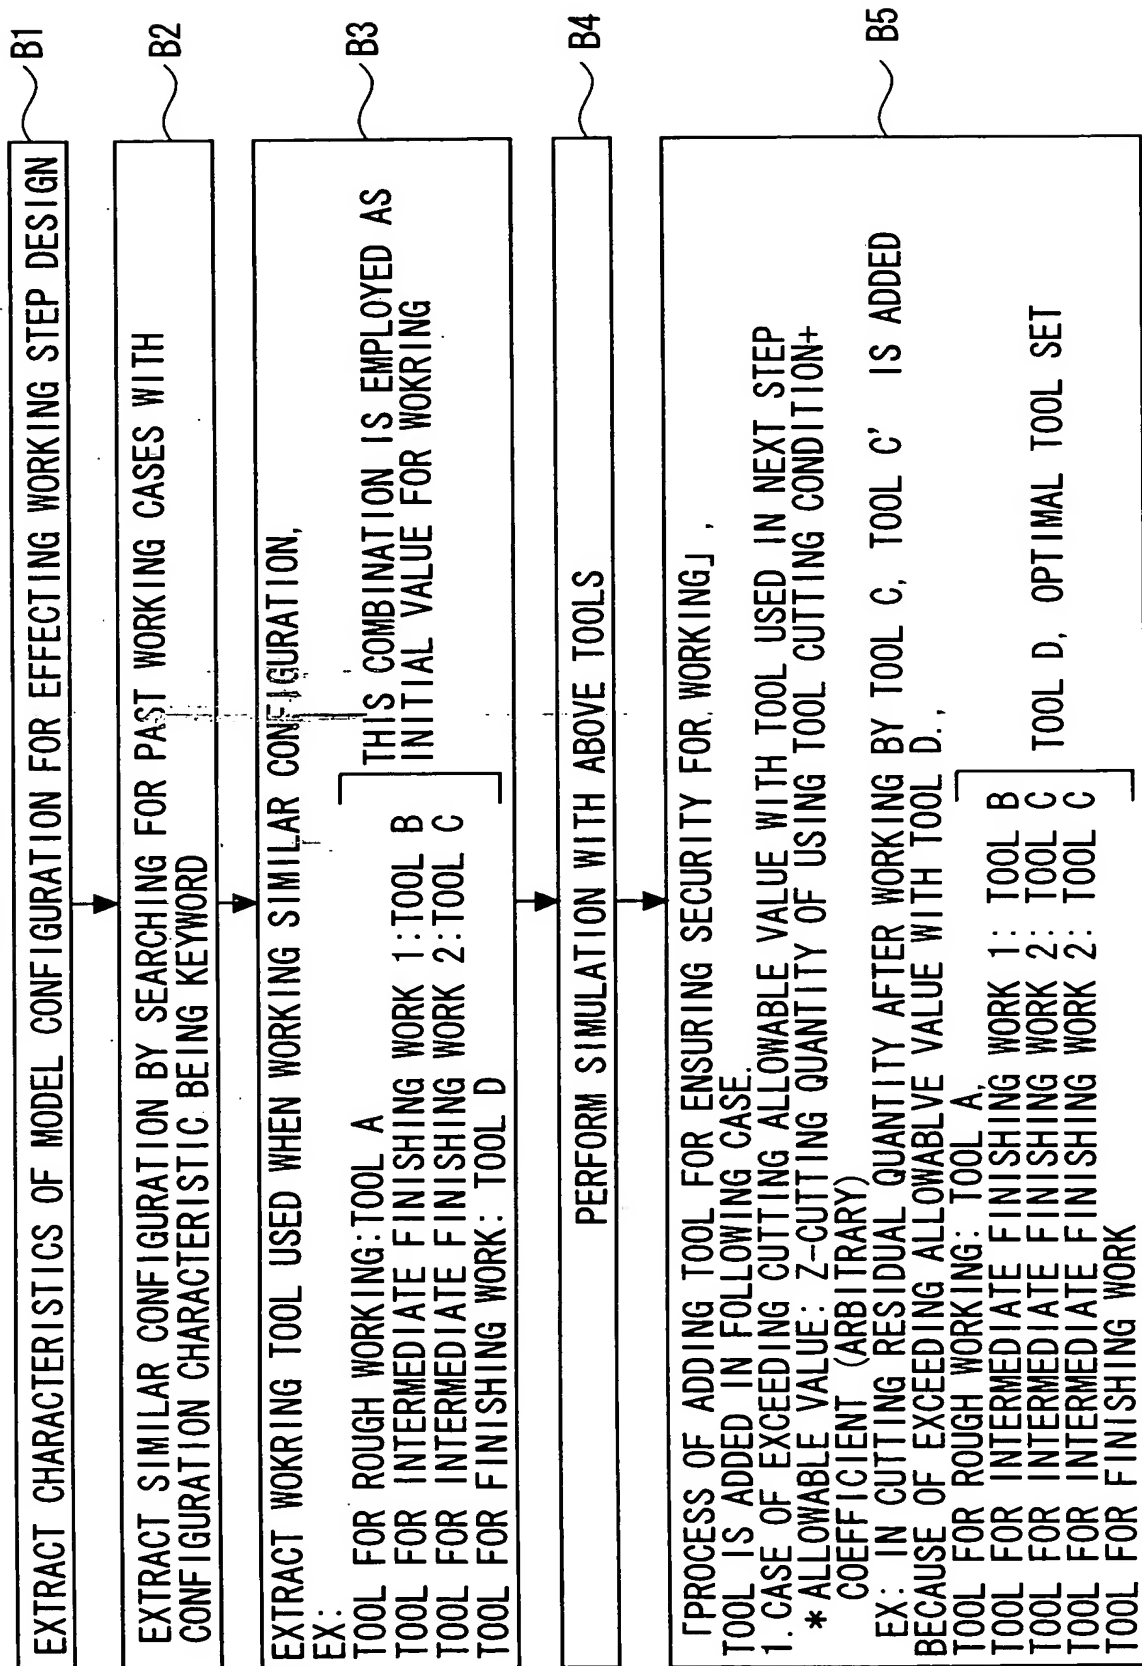 EXTRACT CHARACTERISTICS OF MODEL CONFIGURATION FOR EFFECTING WORKING STEP DESIGN
B1
EXTRACT SIMILAR CONFIGURATION BY SEARCHING FOR PAST WORKING CASES WITH
CONFIGURATION CHARACTERISTIC BEING KEYWORD
B2
EXTRACT WOKRING TOOL USED WHEN WORKING SIMILAR CONFIGURATION,
EX:
TOOL FOR ROUGH WORKING:TOOL A
TOOL FOR INTERMEDIATE FINISHING WORK 1:TOOL B
TOOL FOR INTERMEDIATE FINISHING WORK 2:TOOL C
TOOL FOR FINISHING WORK: TOOL D
THIS COMBINATION IS EMPLOYED AS
INITIAL VALUE FOR WOKRING
B3
PERFORM SIMULATION WITH ABOVE TOOLS
B4
「PROCESS OF ADDING TOOL FOR ENSURING SECURITY FOR WORKING」,
TOOL IS ADDED IN FOLLOWING CASE.
1. CASE OF EXCEEDING CUTTING ALLOWABLE VALUE WITH TOOL USED IN NEXT STEP
* ALLOWABLE VALUE: Z-CUTTING QUANTITY OF USING TOOL CUTTING CONDITION+
COEFFICIENT (ARBITRARY)
EX: IN CUTTING RESIDUAL QUANTITY AFTER WORKING BY TOOL C, TOOL C' IS ADDED
BECAUSE OF EXCEEDING ALLOWABLVE VALUE WITH TOOL D.,
TOOL FOR ROUGH WORKING: TOOL A,
TOOL FOR INTERMEDIATE FINISHING WORK 1: TOOL B
TOOL FOR INTERMEDIATE FINISHING WORK 2: TOOL C
TOOL FOR INTERMEDIATE FINISHING WORK 2: TOOL C
TOOL FOR FINISHING WORK
TOOL D, OPTIMAL TOOL SET
B5